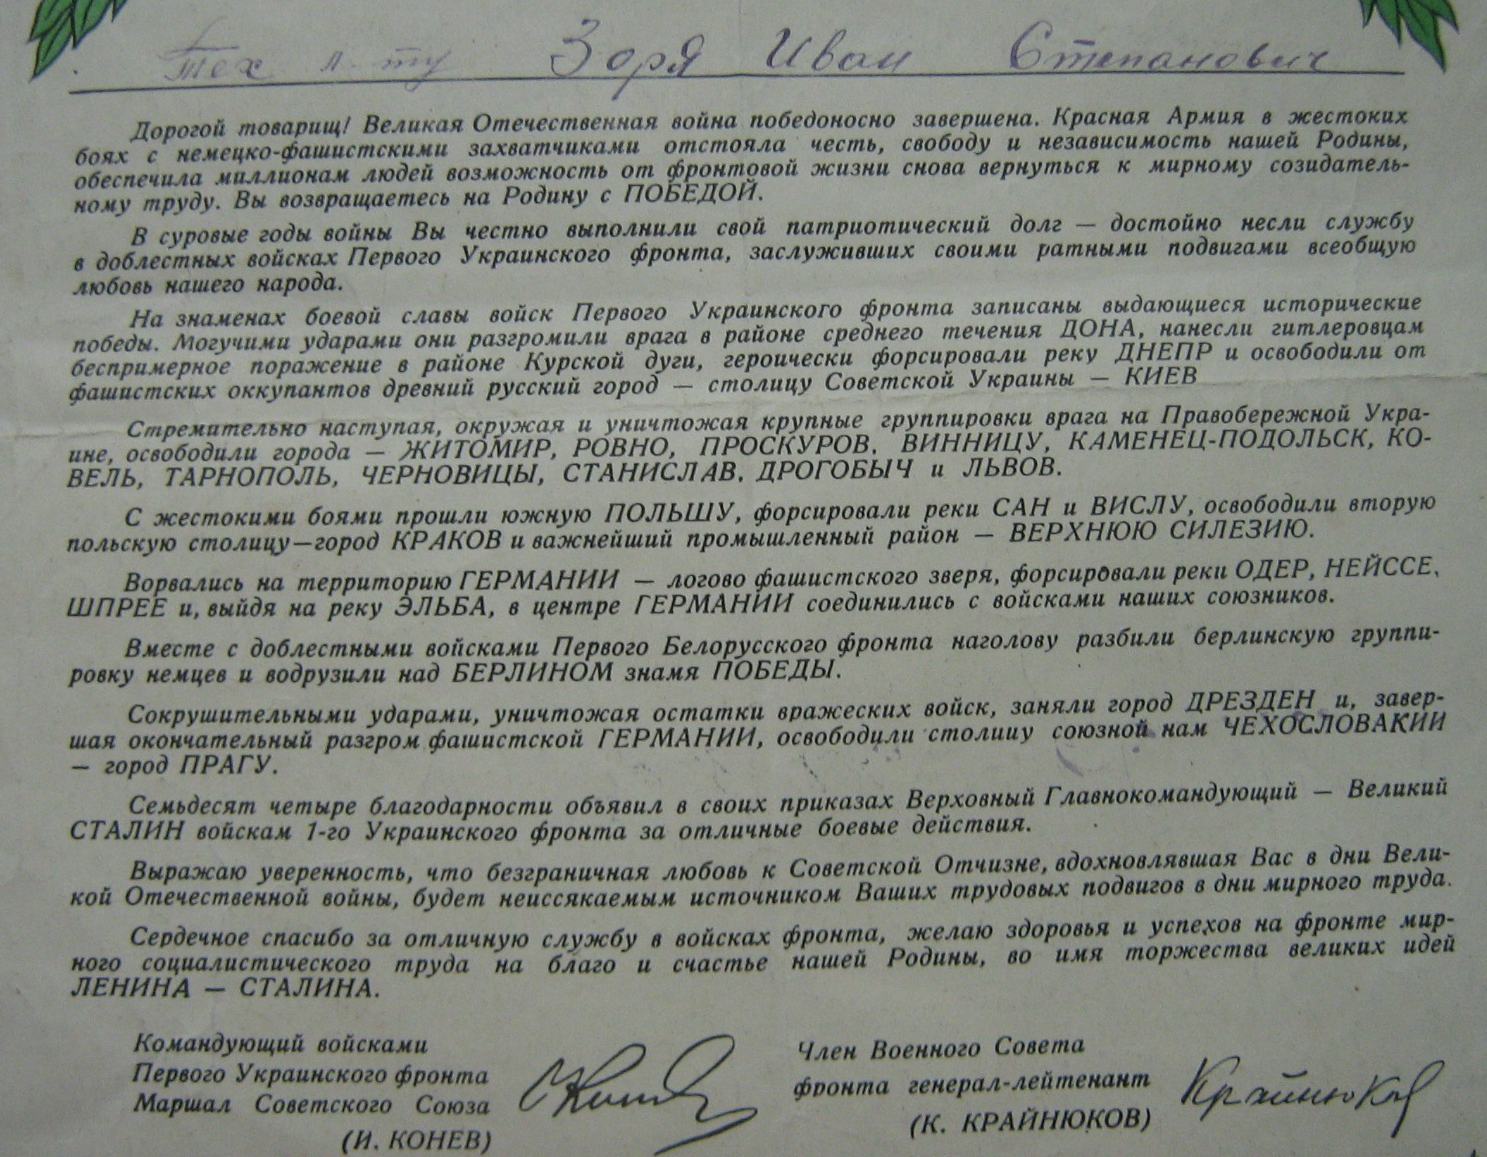 Тех л-ту Заря Иван Степанович
Дорогой товарищ! Великая Отечественная война победоносно завершена. Красная Армия в жестоких
боях с немецко-фашистскими захватчиками отстояла честь, свободу и независимость нашей Родины,
обеспечила миллионам людей возможность от фронтовой жизни снова вернуться к мирному созидатель-
ному труду. Вы возвращаетесь на Родину с ПОБЕДОЙ.
В суровые годы войны Вы честно выполнили свой патриотический долг — достойно несли службу
в доблестных войсках Первого Украинского фронта, заслуживших своими ратными подвигами всеобщую
любовь нашего народа.
На знаменах боевой славы войск Первого Украинского фронта записаны выдающиеся исторические
победы. Могучими ударами они разгромили врага в районе среднего течения ДОНА, нанесли гитлеровцам
беспримерное поражение в районе Курской дуги, героически форсировали реку ДНЕПР и освободили от
фашистских оккупантов древний русский город — столицу Советской Украины — КИЕВ
Стремительно наступая, окружая и уничтожая крупные группировки врага на Правобережной Укра-
ине, освободили города — ЖИТОМИР, РОВНО, ПРОСКУРОВ, ВИННИЦУ, КАМЕНЕЦ-ПОДОЛЬСК, КО-
ВЕЛЬ, ТАРНОПОЛЬ, ЧЕРНОВИЦЫ, СТАНИСЛАВ, ДРОГОБЫЧ и ЛЬВОВ.
С жестокими боями прошли южную ПОЛЬШУ, форсировали реки САН и ВИСЛУ, освободили вторую
польскую столицу—город КРАКОВ и важнейший промышленный район — ВЕРХНЮЮ СИЛЕЗИЮ.
Ворвались на территорию ГЕРМАНИИ — логово фашистского зверя, форсировали реки ОДЕР, НЕЙССЕ,
ШПРЕЕ и, выйдя на реку ЭЛЬБА, в центре ГЕРМАНИИ соединились с войсками наших союзников.
Вместе с доблестными войсками Первого Белорусского фронта наголову разбили берлинскую группи-
ровку немцев и водрузили над БЕРЛИНОМ знамя ПОБЕДЫ.
Сокрушительными ударами, уничтожая остатки вражеских войск, заняли город ДРЕЗДЕН и, завер-
шая окончательный разгром фашистской ГЕРМАНИИ, освободили столицу союзной нам ЧЕХОСЛОВАКИИ
— город ПРАГУ.
Семьдесят четыре благодарности объявил в своих приказах Верховный Главнокомандующий — Великий
СТАЛИН войскам 1-го Украинского фронта за отличные боевые действия.
Выражаю уверенность, что безграничная любовь к Советской Отчизне, вдохновлявшая Вас в дни Вели-
кой Отечественной войны, будет неиссякаемым источником Ваших трудовых подвигов в дни мирного труда.
Сердечное спасибо за отличную службу в войсках фронта, желаю здоровья и успехов на фронте мир-
ного социалистического труда на благо и счастье нашей Родины, во имя торжества великих идей
ЛЕНИНА — СТАЛИНА.
Командующий войсками
Первого Украинского фронта
Маршал Советского Союза
(И. КОНЕВ)
Член Военного Совета
фронта генерал-лейтенант
(К. КРАЙНЮКОВ)
Крайнюков